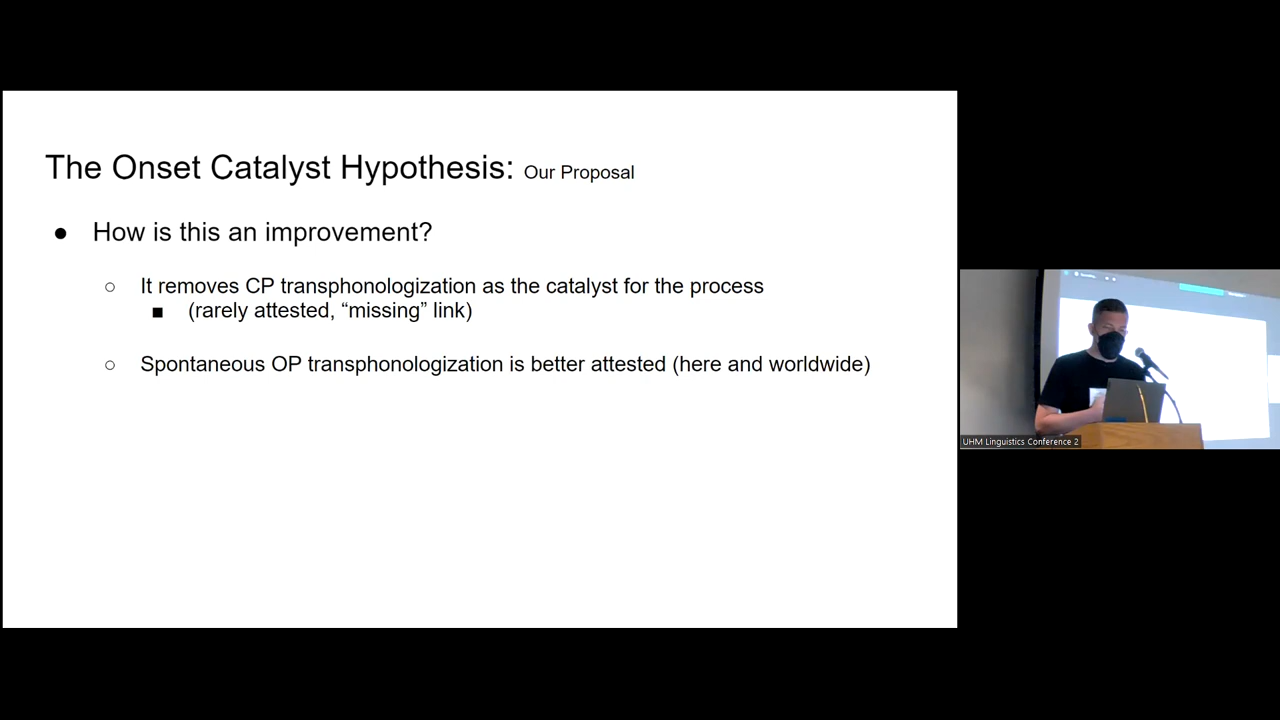 The Onset Catalyst Hypothesis: Our Proposal
● How is this an improvement?
○ It removes CP transphonologization as the catalyst for the process
■ (rarely attested, “missing” link)
○ Spontaneous OP transphonologization is better attested (here and worldwide)
UHM Linguistics Conference 2